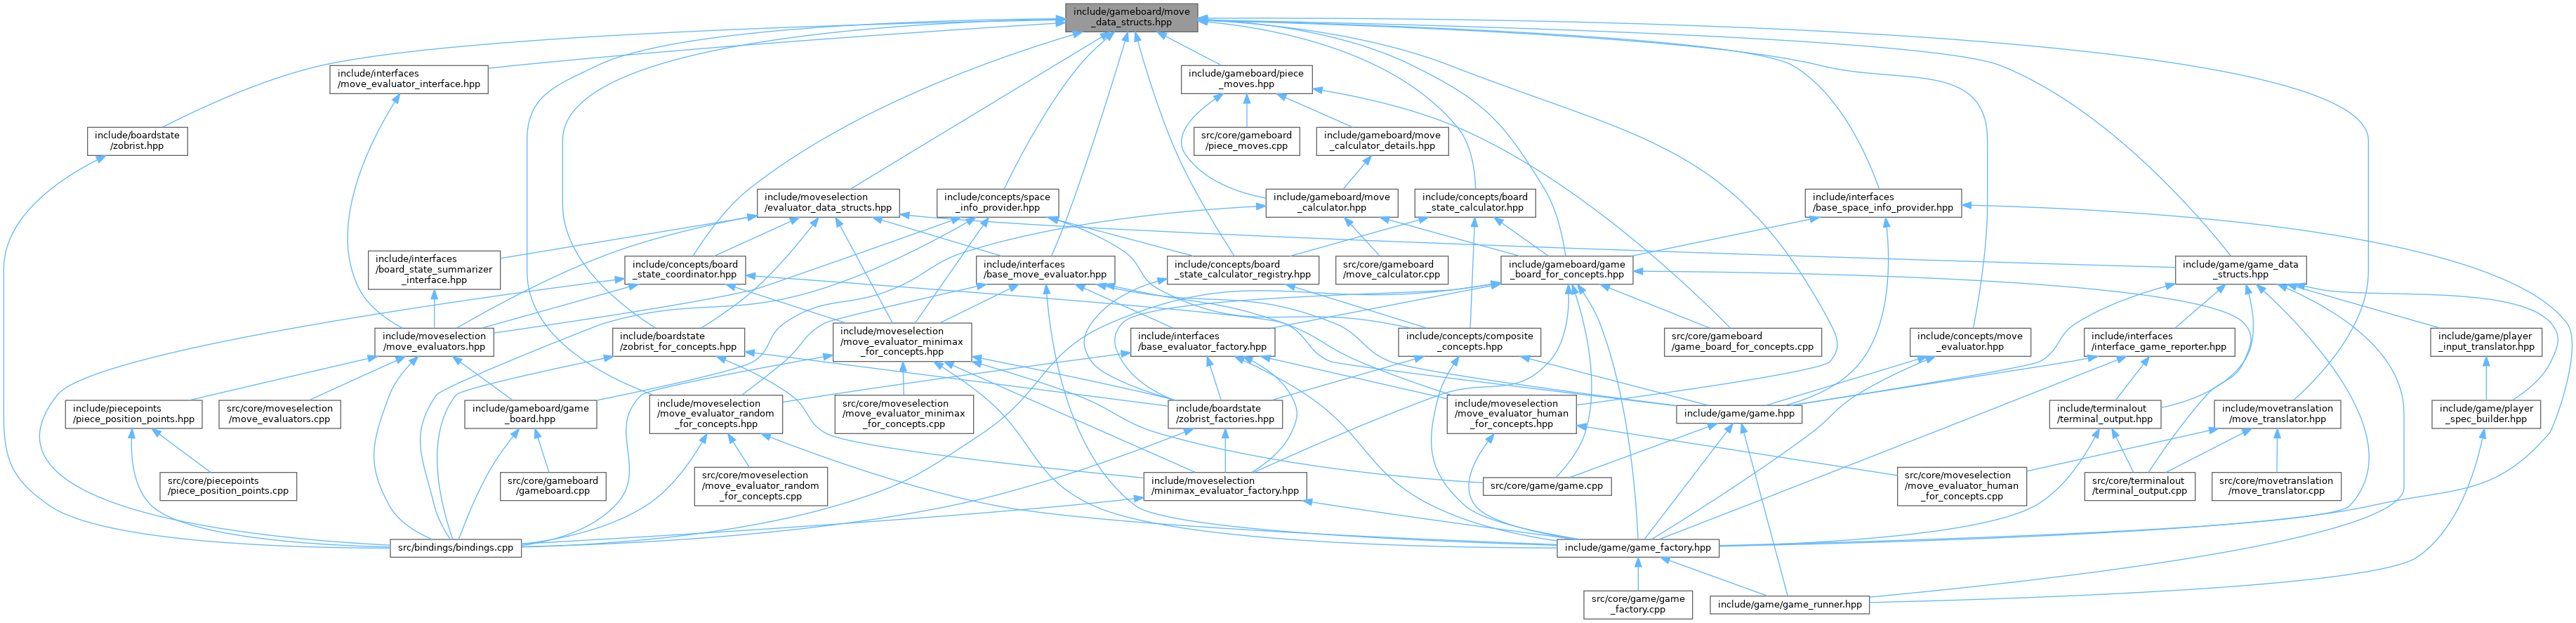 include/gameboard/move
_data_structs.hpp
include/interfaces
/move_evaluator_interface.hpp
include/gameboard/piece
_moves.hpp
include/boardstate
/zobrist.hpp
src/core/gameboard
/piece_moves.cpp
include/gameboard/move
_calculator_details.hpp
include/moveselection
/evaluator_data_structs.hpp
include/concepts/space
_info_provider.hpp
include/gameboard/move
_calculator.hpp
include/concepts/board
_state_calculator.hpp
include/interfaces
/base_space_info_provider.hpp
include/interfaces
/board_state_summarizer
_interface.hpp
include/concepts/board
_state_coordinator.hpp
include/interfaces
/base_move_evaluator.hpp
include/concepts/board
_state_calculator_registry.hpp
src/core/gameboard
/move_calculator.cpp
include/gameboard/game
_board_for_concepts.hpp
include/game/game_data
_structs.hpp
include/moveselection
/move_evaluators.hpp
include/boardstate
/zobrist_for_concepts.hpp
include/moveselection
/move_evaluator_minimax
_for_concepts.hpp
include/interfaces
/base_evaluator_factory.hpp
include/concepts/composite
_concepts.hpp
src/core/gameboard
/game_board_for_concepts.cpp
include/concepts/move
_evaluator.hpp
include/interfaces
/interface_game_reporter.hpp
include/game/player
_input_translator.hpp
include/piecepoints
/piece_position_points.hpp
src/core/moveselection
/move_evaluators.cpp
include/gameboard/game
_board.hpp
include/moveselection
/move_evaluator_random
_for_concepts.hpp
src/core/moveselection
/move_evaluator_minimax
_for_concepts.cpp
include/boardstate
/zobrist_factories.hpp
include/moveselection
/move_evaluator_human
_for_concepts.hpp
include/game/game.hpp
include/terminalout
/terminal_output.hpp
include/movetranslation
/move_translator.hpp
include/game/player
_spec_builder.hpp
src/core/piecepoints
/piece_position_points.cpp
src/core/gameboard
/gameboard.cpp
src/core/moveselection
/move_evaluator_random
_for_concepts.cpp
include/moveselection
/minimax_evaluator_factory.hpp
src/core/game/game.cpp
src/core/moveselection
/move_evaluator_human
_for_concepts.cpp
src/core/terminalout
/terminal_output.cpp
src/core/movetranslation
/move_translator.cpp
src/bindings/bindings.cpp
include/game/game_factory.hpp
src/core/game/game
_factory.cpp
include/game/game_runner.hpp